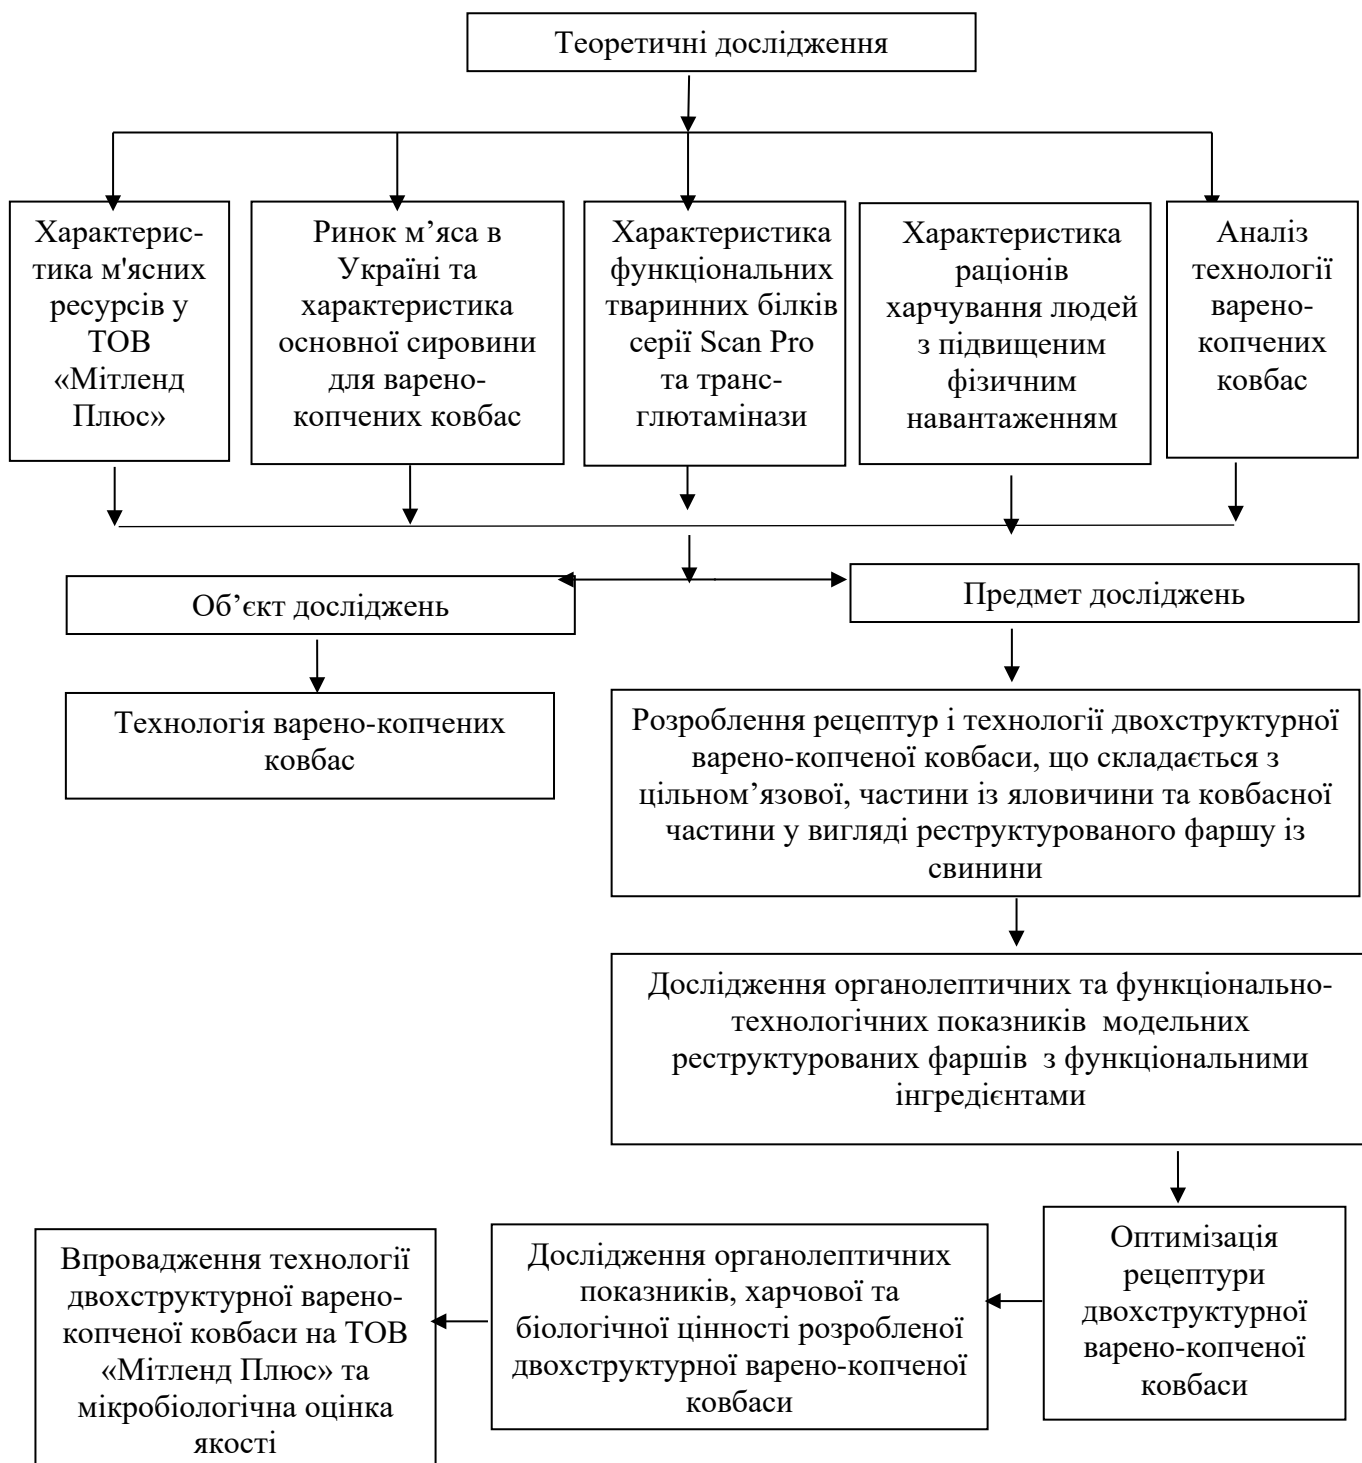 Теоретичні дослідження
Характерис-
тика м'ясних
ресурсів у
ТОВ
«Мітленд
Плюс»
Ринок м’яса в
Україні та
характеристика
основної сировини
для варено-
копчених ковбас
Характеристика
функціональних
тваринних білків
серії Scan Pro
та транс-
глютамінази
Характеристика
раціонів
харчування людей
з підвищеним
фізичним
навантаженням
Аналіз
технології
варено-
копчених
ковбас
Об’єкт досліджень
Предмет досліджень
Технологія варено-копчених
ковбас
Розроблення рецептур і технології двохструктурної
варено-копченої ковбаси, що складається з
цільном’язової, частини із яловичини та ковбасної
частини у вигляді реструктурованого фаршу із
свинини
Дослідження органолептичних та функціонально-
технологічних показників модельних
реструктурованих фаршів з функціональними
інгредієнтами
Оптимізація
рецептури
двохструктурної
варено-копченої
ковбаси
Дослідження органолептичних
показників, харчової та
біологічної цінності розробленої
двохструктурної варено-копченої
ковбаси
Впровадження технології
двохструктурної варено-
копченої ковбаси на ТОВ
«Мітленд Плюс» та
мікробіологічна оцінка
якості